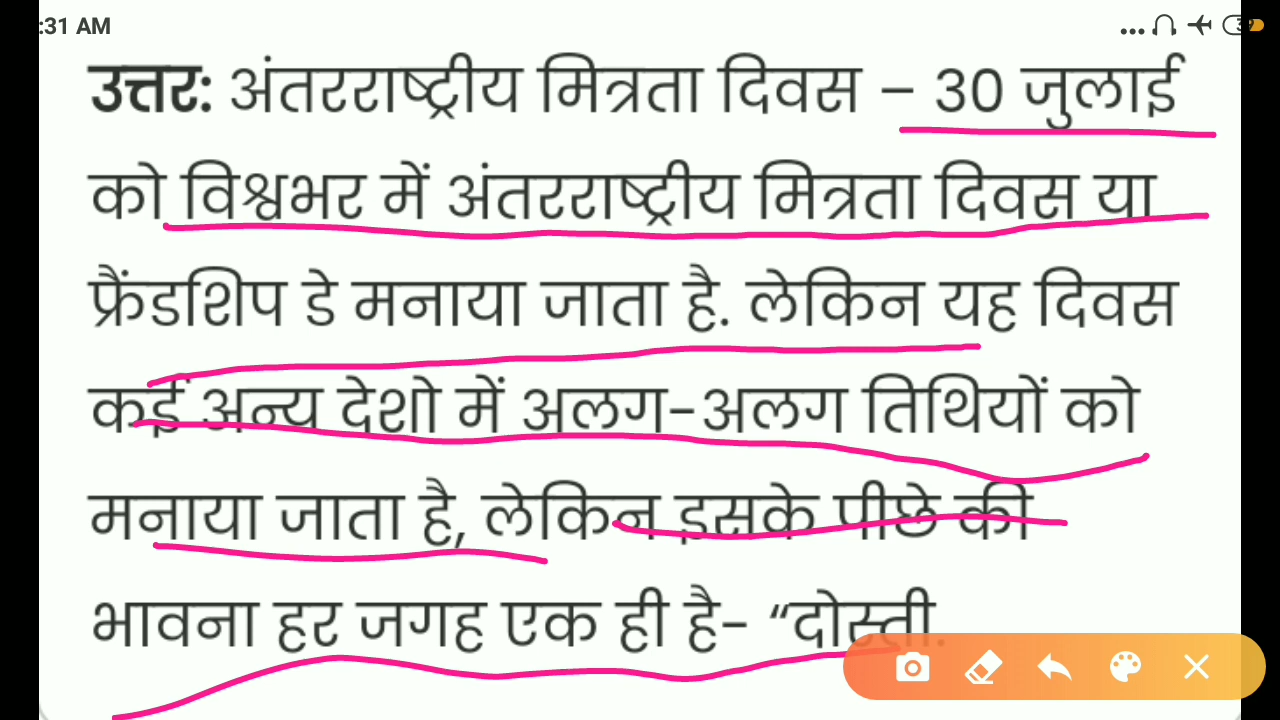 :31 AM
उत्तर: अंतरराष्ट्रीय मित्रता दिवस – 30 जुलाई
को विश्वभर में अंतरराष्ट्रीय मित्रता दिवस या
फ्रैंडशिप डे मनाया जाता है. लेकिन यह दिवस
कई अन्य देशो में अलग-अलग तिथियों को
मनाया जाता है, लेकिन इसके पीछे की
भावना हर जगह एक ही है- “दोस्ती.